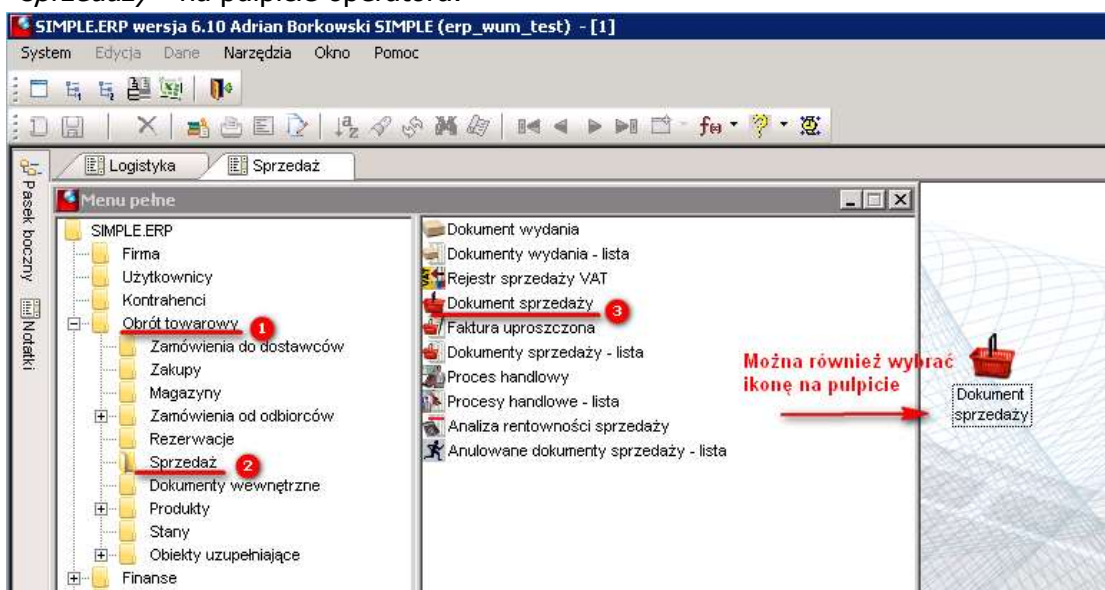 sprzedaży" na pulpicie operatora.
SIMPLE.ERP wersja 6.10 Adrian Borkowski SIMPLE (erp_wum_test) - [1]
System Edycja Dane Narzędzia Okno Pomoc
Pasek boczny
Notatki
Logistyka
Sprzedaż
Menu pełne
SIMPLE.ERP
Firma
Użytkownicy
Kontrahenci
Obrót towarowy 1
Zamówienia do dostawców
Zakupy
Magazyny
Zamówienia od odbiorców
Rezerwacje
Sprzedaż 2
Dokumenty wewnętrzne
Produkty
Stany
Obiekty uzupełniające
Finanse
Dokument wydania
Dokumenty wydania - lista
Rejestr sprzedaży VAT
Dokument sprzedaży 3
Faktura uproszczona
Dokumenty sprzedaży - lista
Proces handlowy
Procesy handlowe - lista
Analiza rentowności sprzedaży
Anulowane dokumenty sprzedaży - lista
Można również wybrać
ikonę na pulpicie
Dokument
sprzedaży